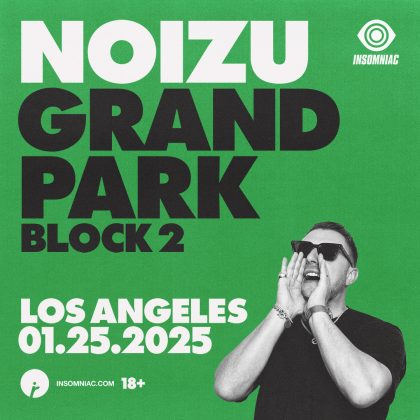 NOIZU
INSOMNIAC
GRAND
PARK
BLOCK 2
LOS ANGELES
01.25.2025
INSOMNIAC.COM 18+